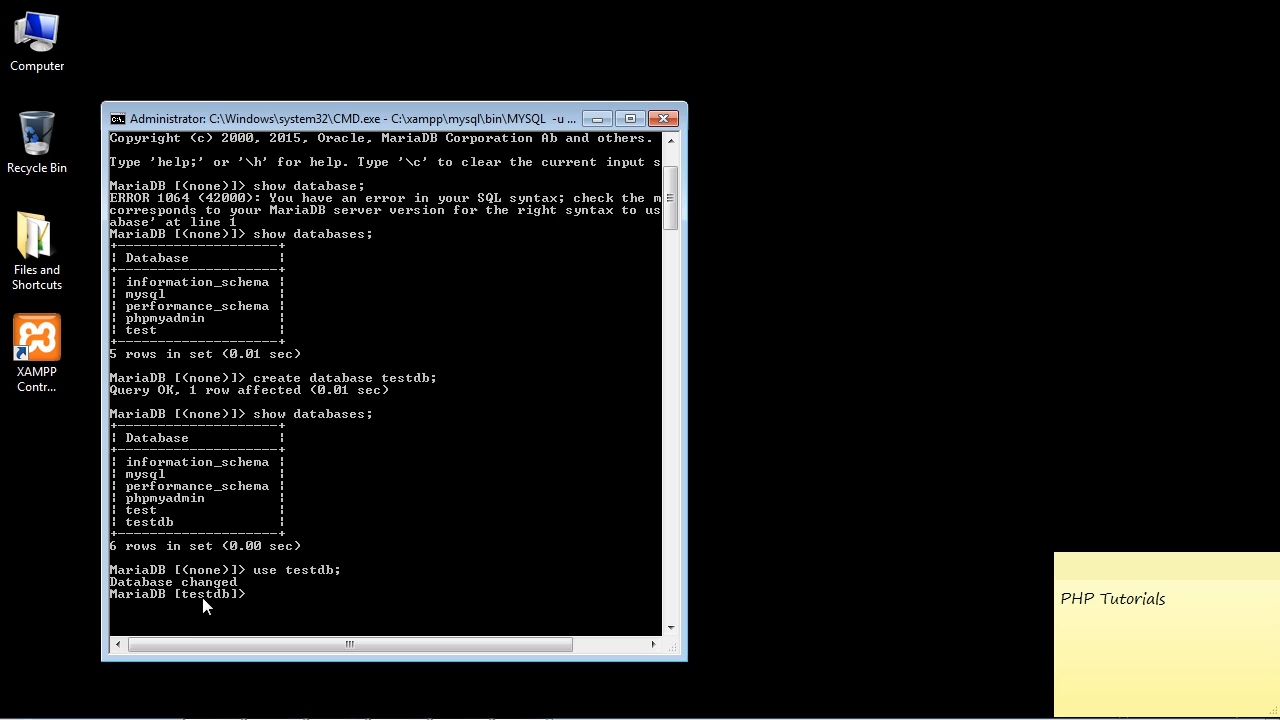 Computer
Recycle Bin
Files and
Shortcuts
XAMPP
Contr...
Administrator: C:\Windows\system32\CMD.exe - C:\xampp\mysql\bin\MYSQL -u ...
Copyright (c) 2000, 2015, Oracle, MariaDB Corporation Ab and others.
Type 'help;' or '\h' for help. Type '\c' to clear the current input s
MariaDB [(none)]> show database;
ERROR 1064 (42000): You have an error in your SQL syntax; check the m
corresponds to your MariaDB server version for the right syntax to us
abase' at line 1
MariaDB [(none)]> show databases;
+--------------------+
| Database           |
+--------------------+
| information_schema |
| mysql              |
| performance_schema |
| phpmyadmin         |
| test               |
+--------------------+
5 rows in set (0.01 sec)
MariaDB [(none)]> create database testdb;
Query OK, 1 row affected (0.01 sec)
MariaDB [(none)]> show databases;
+--------------------+
| Database           |
+--------------------+
| information_schema |
| mysql              |
| performance_schema |
| phpmyadmin         |
| test               |
| testdb             |
+--------------------+
6 rows in set (0.00 sec)
MariaDB [(none)]> use testdb;
Database changed
MariaDB [testdb]>
PHP Tutorials